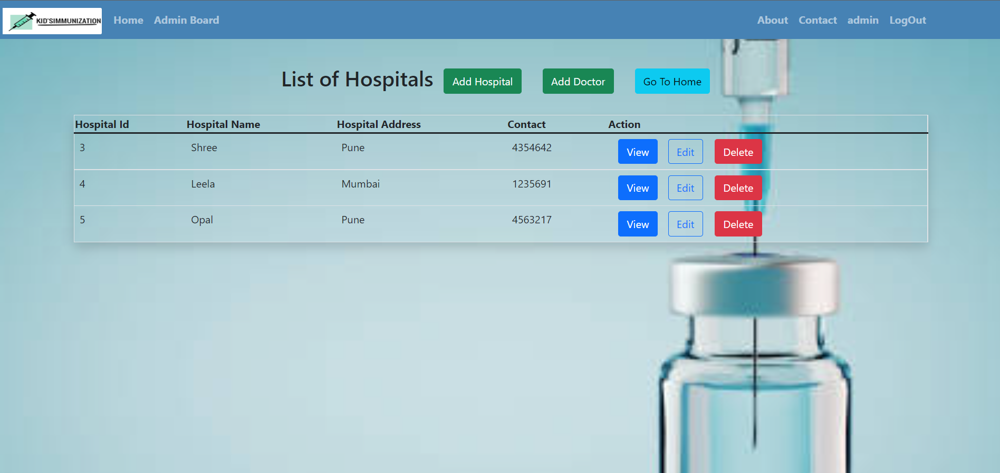 KID'SIMMUNIZATION Home Admin Board About Contact admin LogOut
List of Hospitals Add Hospital Add Doctor Go To Home
Hospital Id Hospital Name Hospital Address Contact Action
3 Shree Pune 4354642 View Edit Delete
4 Leela Mumbai 1235691 View Edit Delete
5 Opal Pune 4563217 View Edit Delete